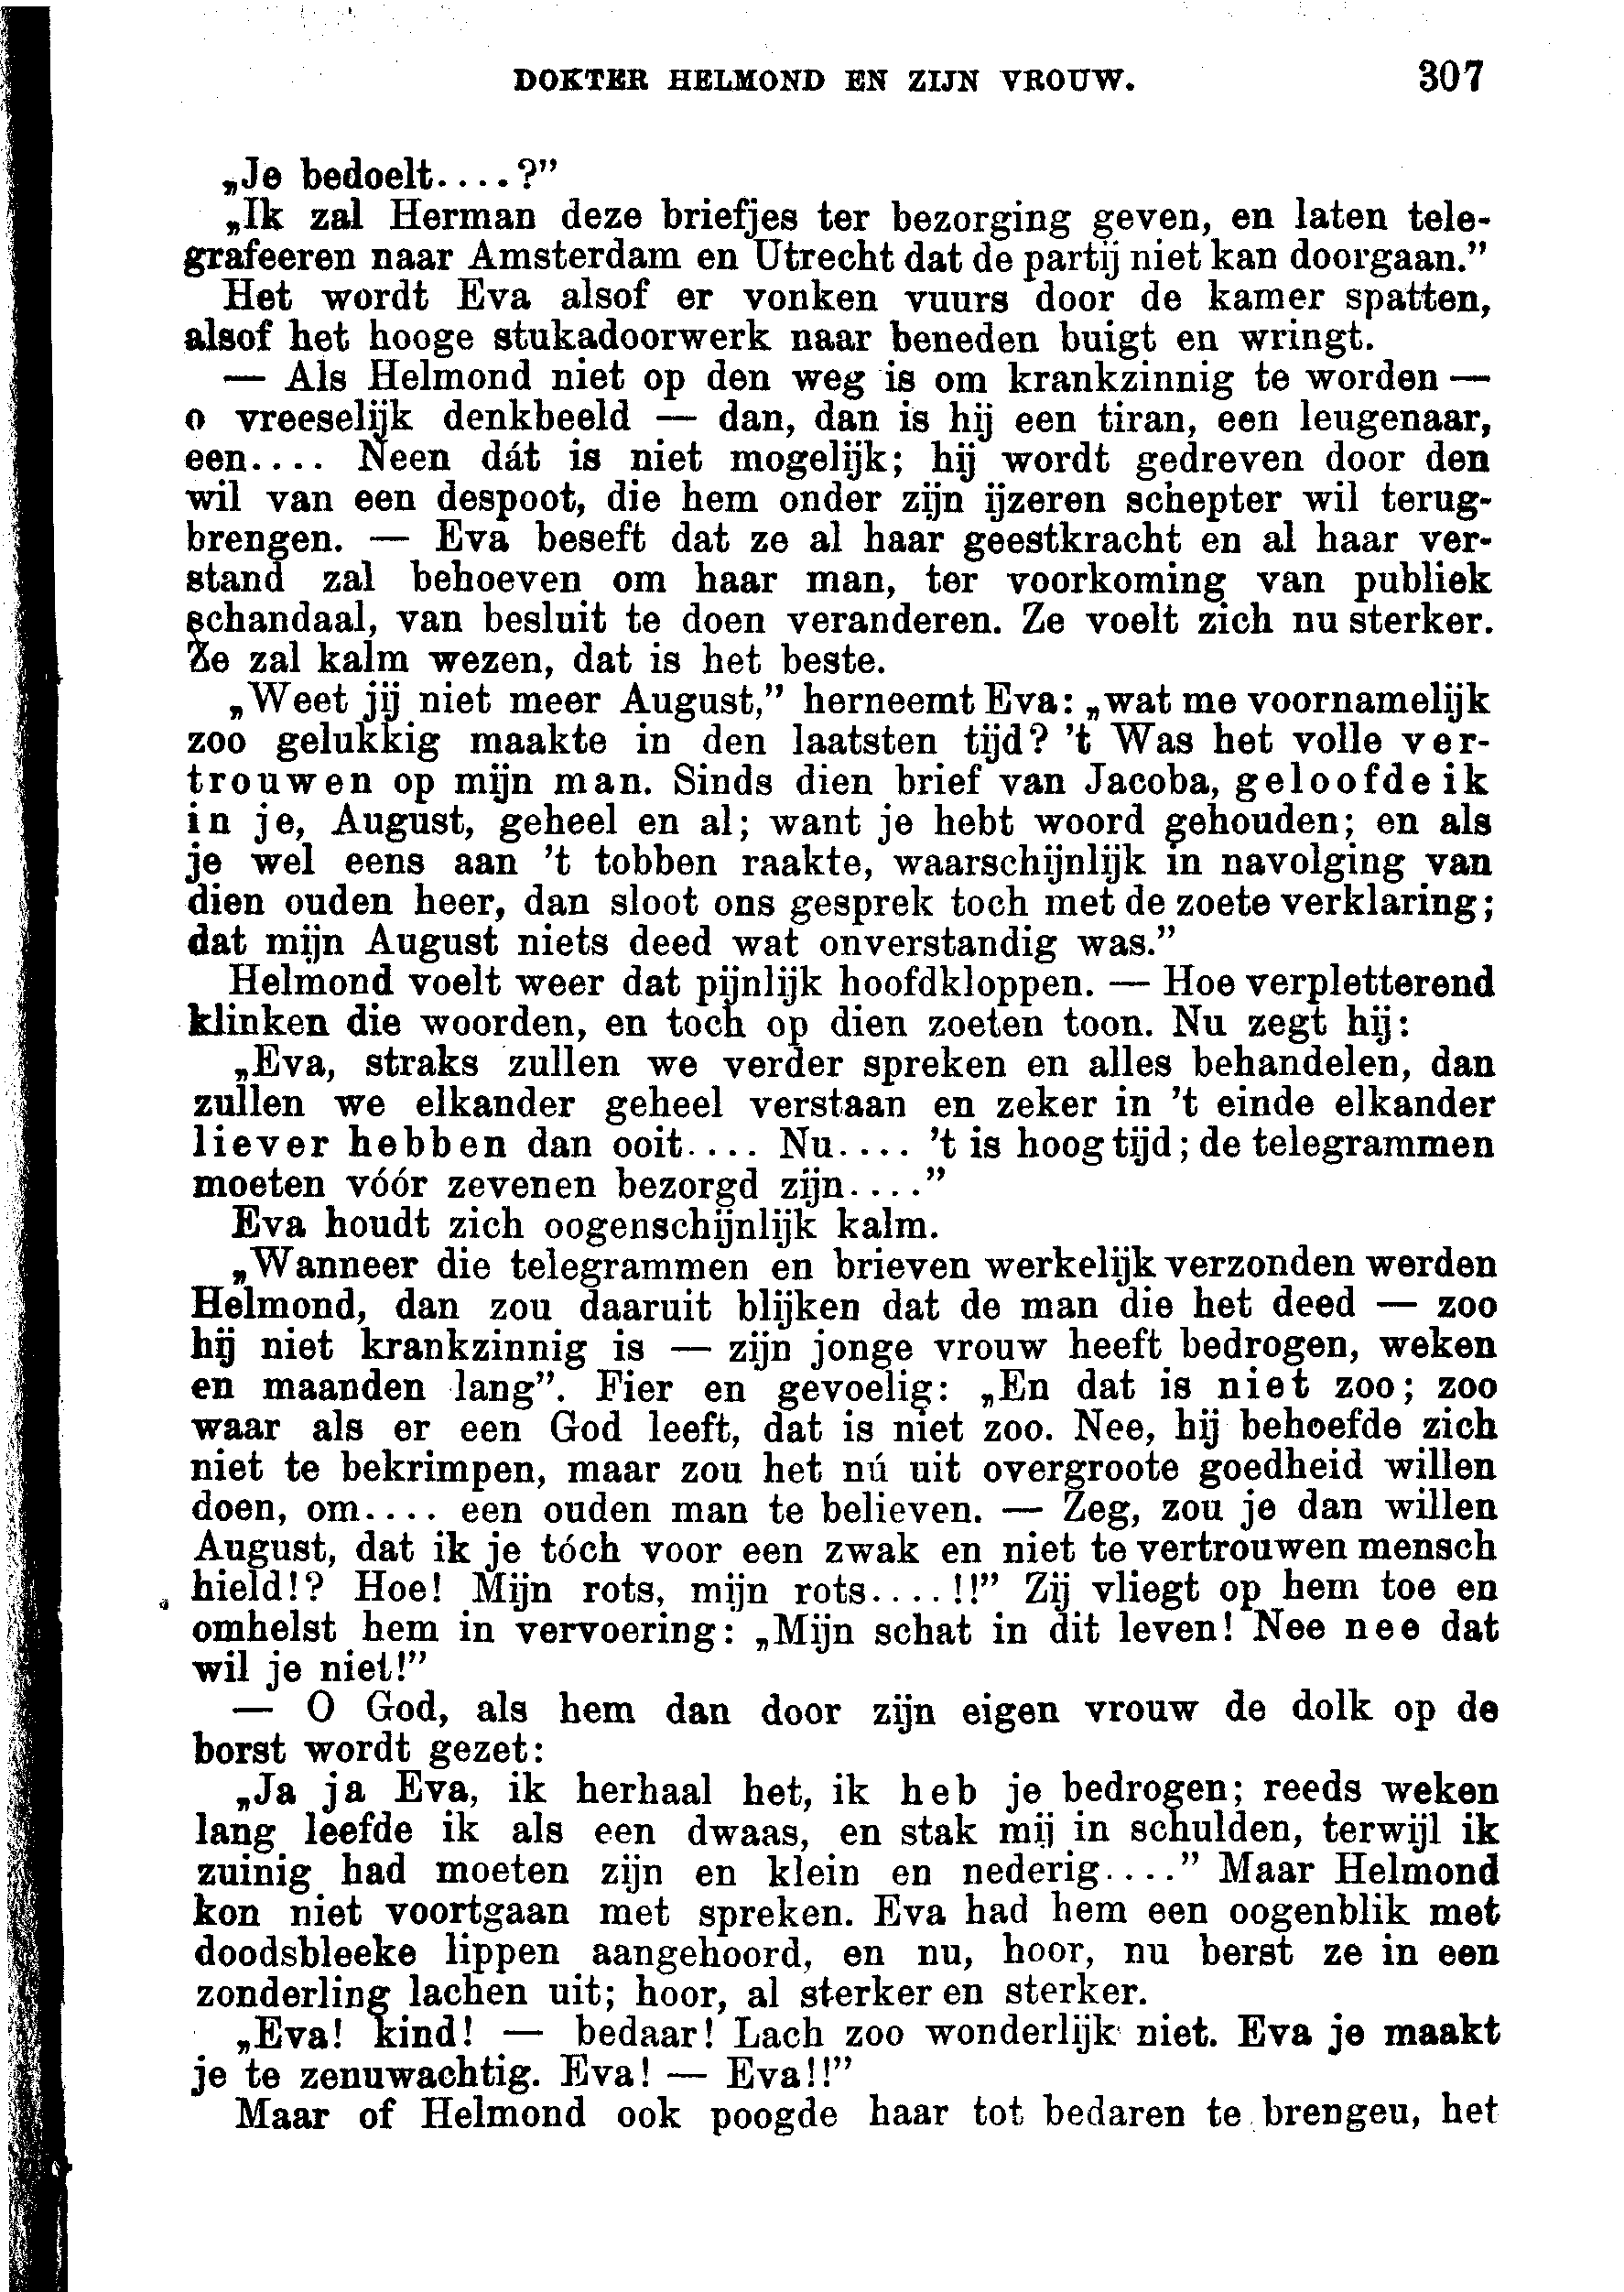 DOKTER HELMOND EN ZIJN VROUW. 307
„Je bedoelt....?”
„Ik zal Herman deze briefjes ter bezorging geven, en laten tele-
grafeeren naar Amsterdam en Utrecht dat de partij niet kan doorgaan.”
Het wordt Eva alsof er vonken vuurs door de kamer spatten,
alsof het hooge stukadoorwerk naar beneden buigt en wringt.
— Als Helmond niet op den weg is om krankzinnig te worden —
o vreeselijk denkbeeld — dan, dan is hij een tiran, een leugenaar,
een.... Neen dát is niet mogelijk; hij wordt gedreven door den
wil van een despoot, die hem onder zijn ijzeren schepter wil terug-
brengen. — Eva beseft dat ze al haar geestkracht en al haar ver-
stand zal behoeven om haar man, ter voorkoming van publiek
schandaal, van besluit te doen veranderen. Ze voelt zich nu sterker.
Ze zal kalm wezen, dat is het beste.
„Weet jij niet meer August,” herneemt Eva: „wat me voornamelijk
zoo gelukkig maakte in den laatsten tijd? ’t Was het volle ver-
trouwen op mijn man. Sinds dien brief van Jacoba, geloofde ik
in je, August, geheel en al; want je hebt woord gehouden; en als
je wel eens aan ’t tobben raakte, waarschijnlijk in navolging van
dien ouden heer, dan sloot ons gesprek toch met de zoete verklaring;
dat mijn August niets deed wat onverstandig was.”
Helmond voelt weer dat pijnlijk hoofdkloppen. — Hoe verpletterend
klinken die woorden, en toch op dien zoeten toon. Nu zegt hij:
„Eva, straks zullen we verder spreken en alles behandelen, dan
zullen we elkander geheel verstaan en zeker in ’t einde elkander
liever hebben dan ooit.... Nu.... ’t is hoog tijd; de telegrammen
moeten vóór zevenen bezorgd zijn....”
Eva houdt zich oogenschijnlijk kalm.
„Wanneer die telegrammen en brieven werkelijk verzonden werden
Helmond, dan zou daaruit blijken dat de man die het deed — zoo
hij niet krankzinnig is — zijn jonge vrouw heeft bedrogen, weken
en maanden lang”. Fier en gevoelig: „En dat is niet zoo; zoo
waar als er een God leeft, dat is niet zoo. Nee, hij behoefde zich
niet te bekrimpen, maar zou het nú uit overgroote goedheid willen
doen, om.... een ouden man te believen. — Zeg, zou je dan willen
August, dat ik je tóch voor een zwak en niet te vertrouwen mensch
hield!? Hoe! Mijn rots, mijn rots....!!” Zij vliegt op hem toe en
omhelst hem in vervoering: „Mijn schat in dit leven! Nee nee dat
wil je niet!”
— O God, als hem dan door zijn eigen vrouw de dolk op de
borst wordt gezet:
„Ja ja Eva, ik herhaal het, ik heb je bedrogen; reeds weken
lang leefde ik als een dwaas, en stak mij in schulden, terwijl ik
zuinig had moeten zijn en klein en nederig....” Maar Helmond
kon niet voortgaan met spreken. Eva had hem een oogenblik met
doodsbleeke lippen aangehoord, en nu, hoor, nu berst ze in een
zonderling lachen uit; hoor, al sterker en sterker.
„Eva! kind! — bedaar! Lach zoo wonderlijk niet. Eva je maakt
je te zenuwachtig. Eva! — Eva!!”
Maar of Helmond ook poogde haar tot bedaren te brengeu, het